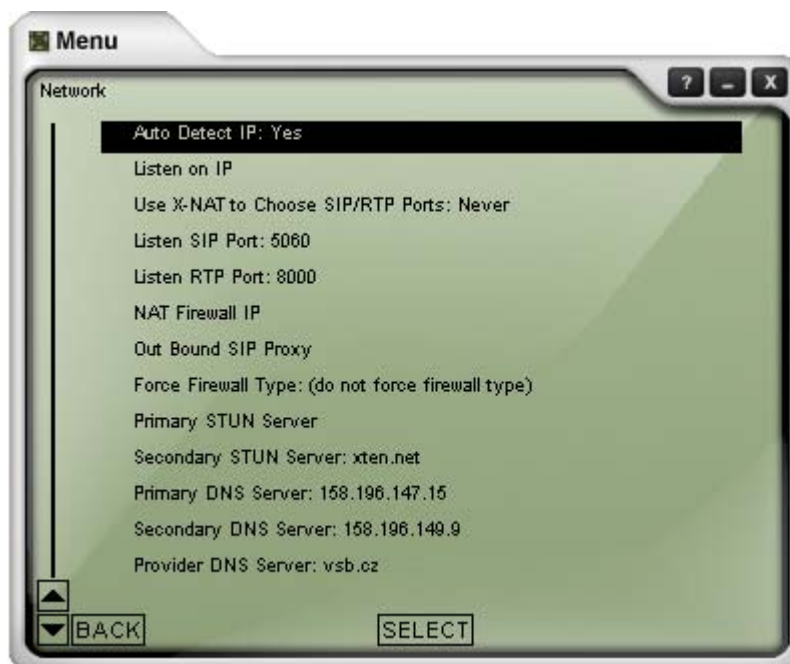 Menu
? – X
Network
Auto Detect IP: Yes
Listen on IP
Use X-NAT to Choose SIP/RTP Ports: Never
Listen SIP Port: 5060
Listen RTP Port: 8000
NAT Firewall IP
Out Bound SIP Proxy
Force Firewall Type: (do not force firewall type)
Primary STUN Server
Secondary STUN Server: xten.net
Primary DNS Server: 158.196.147.15
Secondary DNS Server: 158.196.149.9
Provider DNS Server: vsb.cz
BACK SELECT